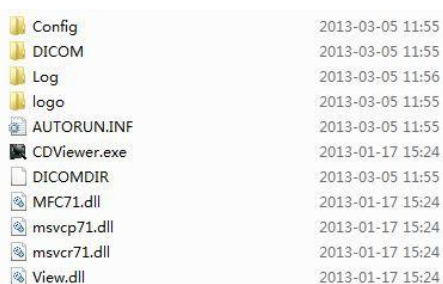 Config 2013-03-05 11:55
DICOM 2013-03-05 11:55
Log 2013-03-05 11:56
logo 2013-03-05 11:55
AUTORUN.INF 2013-03-05 11:55
CDViewer.exe 2013-01-17 15:24
DICOMDIR 2013-03-05 11:55
MFC71.dll 2013-01-17 15:24
msvcp71.dll 2013-01-17 15:24
msvcr71.dll 2013-01-17 15:24
View.dll 2013-01-17 15:24